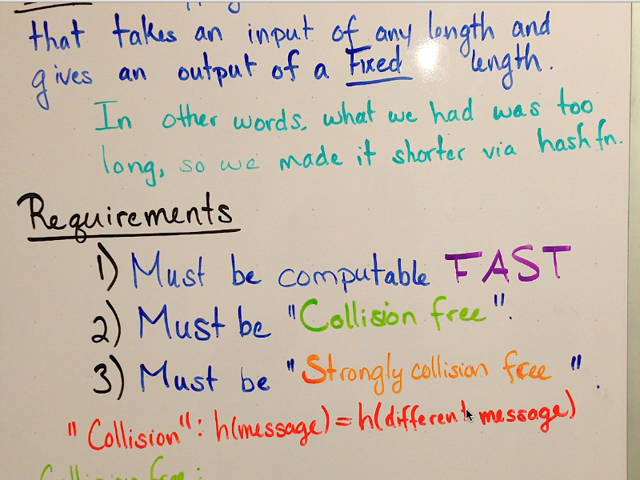 that takes an input of any length and
gives an output of a Fixed length.
In other words, what we had was too
long, so we made it shorter via hash fn.
Requirements
1) Must be computable FAST
2) Must be "Collision free".
3) Must be "Strongly collision free".
"Collision": h(message) = h(different message)
Collision free: